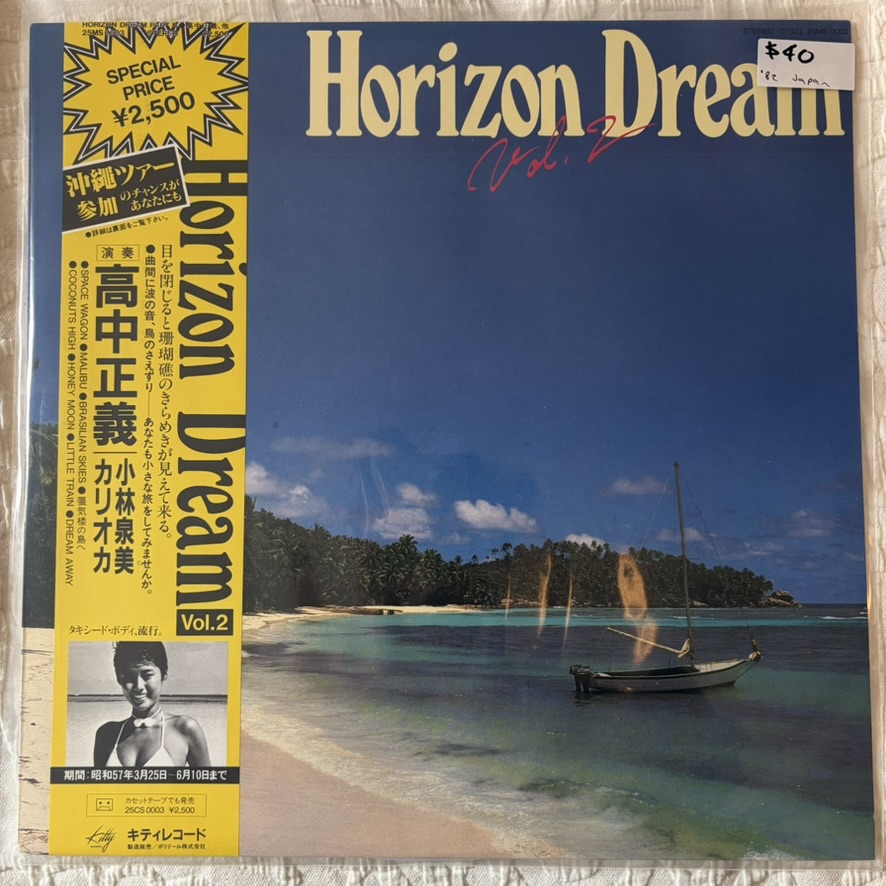 HORIZON DREAM
25MS 0003 STEREO ¥2,500
SPECIAL
PRICE
¥2,500
沖縄ツアー
参加のチャンスが
あなたにも
●詳細は裏面をご覧下さい。
Horizon Dream
Vol.2
目を閉じると珊瑚礁のきらめきが見えて来る。
●曲間に波の音、鳥のさえずり——あなたも小さな旅をしてみませんか。
演奏
高中正義
小林泉美
カリオカ
●SPACE WAGON ●MALIBU ●BRASILIAN SKIES ●蜃気楼の島へ
●COCONUTS HIGH ●HONEY MOON ●LITTLE TRAIN ●DREAM AWAY
タキシード・ボディ、流行。
期間:昭和57年3月25日~6月10日まで
カセットテープでも発売
25CS 0003 ¥2,500
Kitty キティレコード
製造販売/ポリドール株式会社
Horizon Dream
Vol. 2
STEREO 25MS 0003
$40
'82 Japan